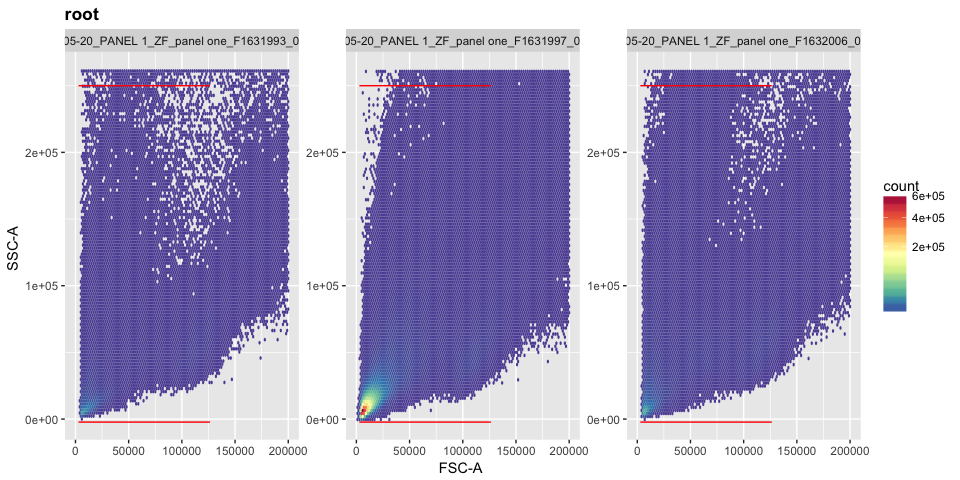 root
05-20_PANEL 1_ZF_panel one_F1631993_0
05-20_PANEL 1_ZF_panel one_F1631997_0
05-20_PANEL 1_ZF_panel one_F1632006_0
SSC-A
2e+05
1e+05
0e+00
2e+05
1e+05
0e+00
2e+05
1e+05
0e+00
0 50000 100000 150000 200000
0 50000 100000 150000 200000
0 50000 100000 150000 200000
FSC-A
count
6e+05
4e+05
2e+05